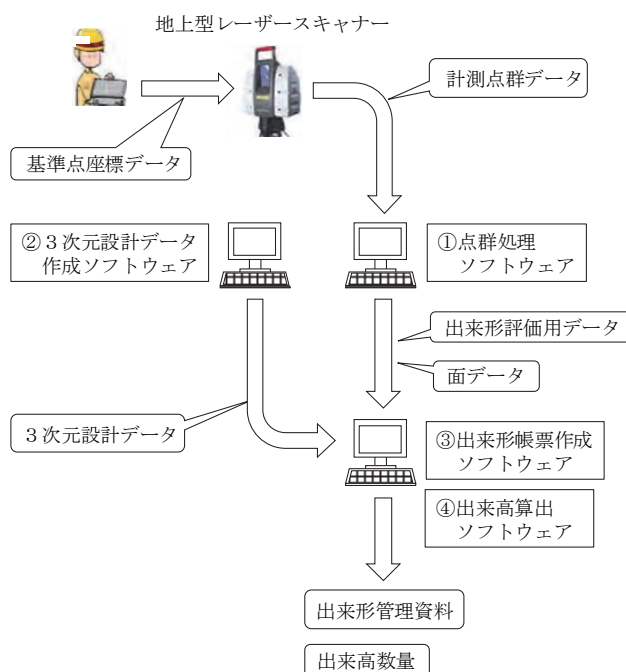 地上型レーザースキャナー
計測点群データ
基準点座標データ
②３次元設計データ
作成ソフトウェア
①点群処理
ソフトウェア
出来形評価用データ
面データ
３次元設計データ
③出来形帳票作成
ソフトウェア
④出来高算出
ソフトウェア
出来形管理資料
出来高数量